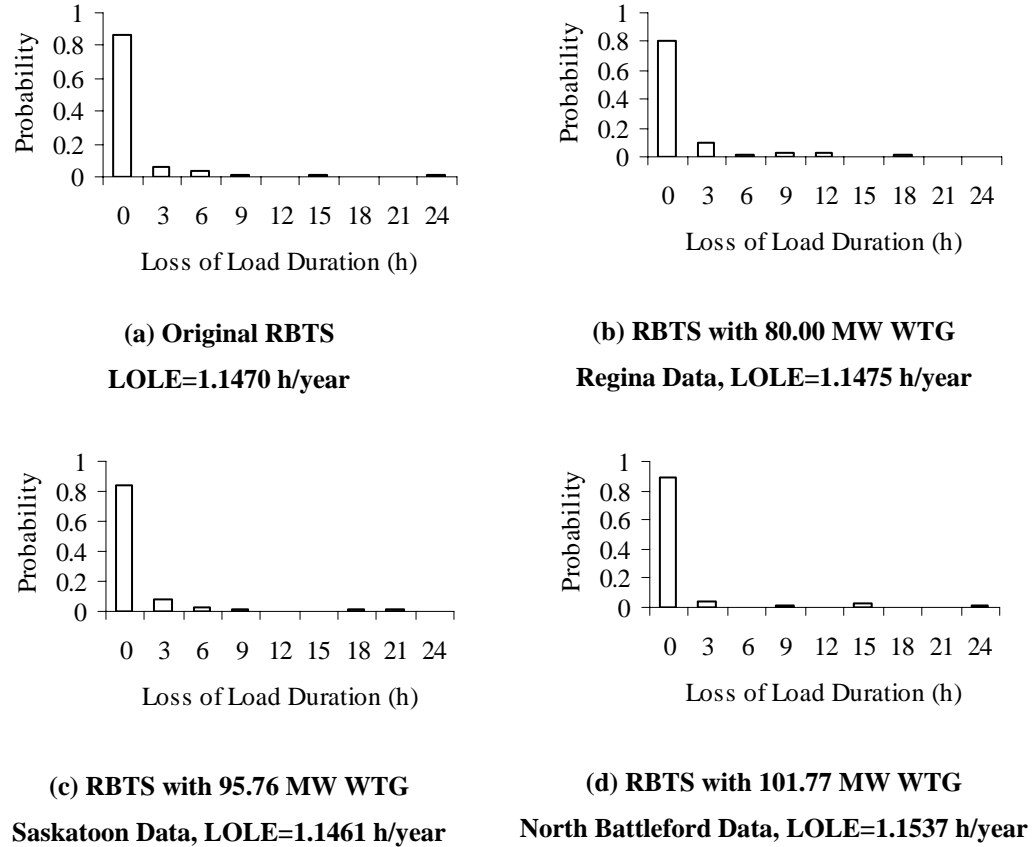 1
0.8
0.6
0.4
0.2
0
Probability
0 3 6 9 12 15 18 21 24
Loss of Load Duration (h)
(a) Original RBTS
LOLE=1.1470 h/year
1
0.8
0.6
0.4
0.2
0
Probability
0 3 6 9 12 15 18 21 24
Loss of Load Duration (h)
(b) RBTS with 80.00 MW WTG
Regina Data, LOLE=1.1475 h/year
1
0.8
0.6
0.4
0.2
0
Probability
0 3 6 9 12 15 18 21 24
Loss of Load Duration (h)
(c) RBTS with 95.76 MW WTG
Saskatoon Data, LOLE=1.1461 h/year
1
0.8
0.6
0.4
0.2
0
Probability
0 3 6 9 12 15 18 21 24
Loss of Load Duration (h)
(d) RBTS with 101.77 MW WTG
North Battleford Data, LOLE=1.1537 h/year